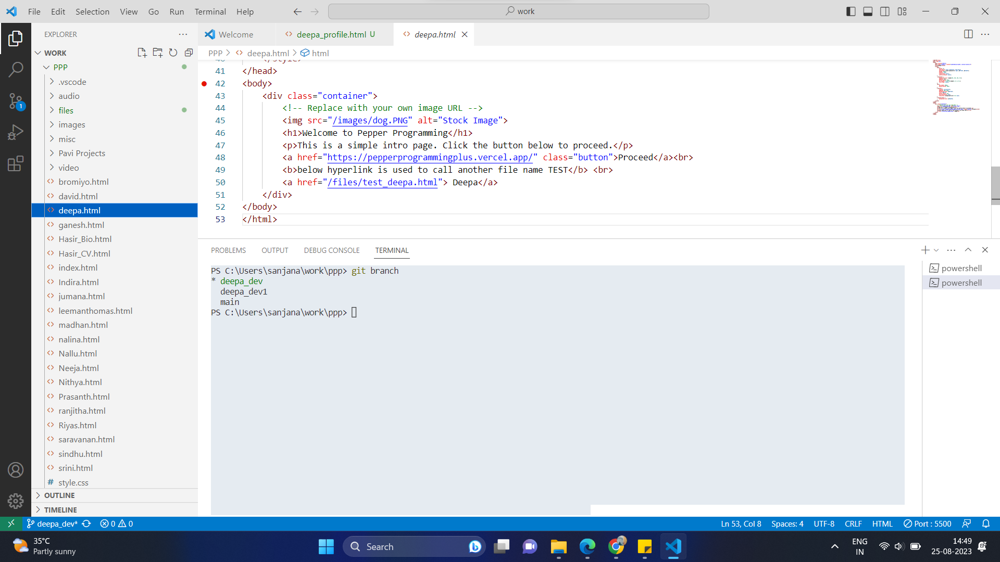 File Edit Selection View Go Run Terminal Help
work
EXPLORER
Welcome
deepa_profile.html U
deepa.html
WORK
PPP > deepa.html > html
PPP
.vscode
audio
files
images
misc
Pavi Projects
video
bromiyo.html
david.html
deepa.html
ganesh.html
Hasir_Bio.html
Hasir_CV.html
index.html
Indira.html
jumana.html
leemanthomas.html
madhan.html
nalina.html
Nallu.html
Neeja.html
Nithya.html
Prasanth.html
ranjitha.html
Riyas.html
saravanan.html
sindhu.html
srini.html
style.css
OUTLINE
TIMELINE
40 </style>
41 </head>
42 <body>
43 <div class="container">
44 <!-- Replace with your own image URL -->
45 <img src="/images/dog.PNG" alt="Stock Image">
46 <h1>Welcome to Pepper Programming</h1>
47 <p>This is a simple intro page. Click the button below to proceed.</p>
48 <a href="https://pepperprogrammingplus.vercel.app/" class="button">Proceed</a><br>
49 <b>below hyperlink is used to call another file name TEST</b> <br>
50 <a href="/files/test_deepa.html"> Deepa</a>
51 </div>
52 </body>
53 </html>
PROBLEMS OUTPUT DEBUG CONSOLE TERMINAL
PS C:\Users\sanjana\work\ppp> git branch
* deepa_dev
deepa_dev1
main
PS C:\Users\sanjana\work\ppp>
powershell
powershell
1
deepa_dev* 0 0
Ln 53, Col 8 Spaces: 4 UTF-8 CRLF HTML Port : 5500
35°C
Partly sunny
Search
ENG
IN
14:49
25-08-2023